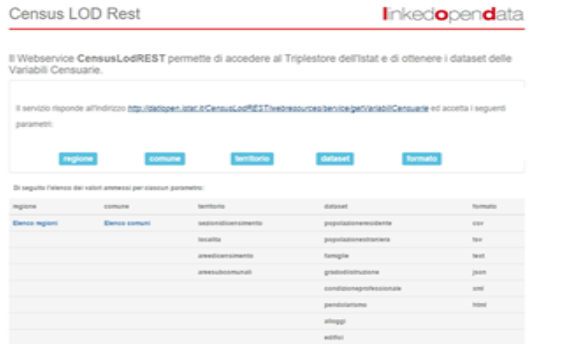 Census LOD Rest
linkedopendata
Il Webservice CensusLodREST permette di accedere al Triplestore dell'Istat e di ottenere i dataset delle
Variabili Censuarie.
Il servizio risponde all'indirizzo http://datiopen.istat.it/CensusLodREST/webresources/service/getVariabiliCensuarie ed accetta i seguenti
parametri:
regione comune territorio dataset formato
Di seguito l'elenco dei valori ammessi per ciascun parametro:
regione comune territorio dataset formato
Elenco regioni Elenco comuni sezionidicensimento popolazioneresidente csv
localita popolazionestraniera tsv
areedicensimento famiglie text
areesubcomunali gradodiistruzione json
condizioneprofessionale xml
pendolarismo html
alloggi
edifici